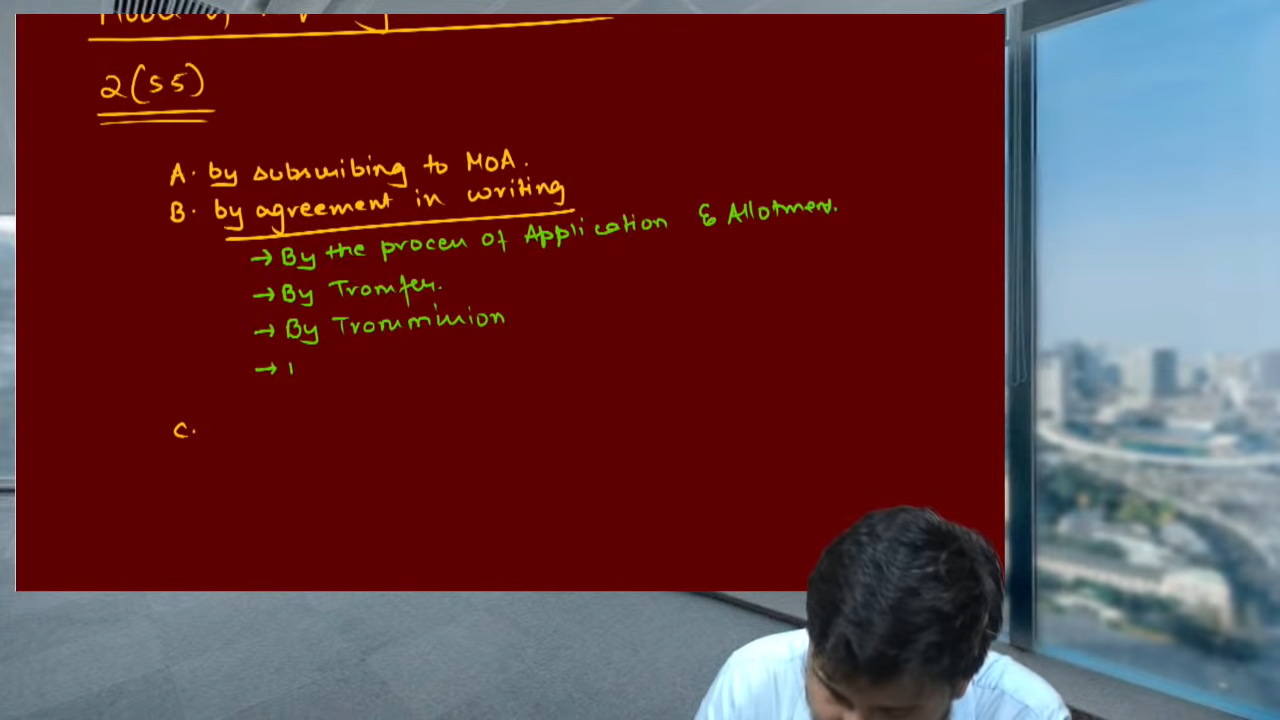 2(55)
A. by subscribing to MOA.
B. by agreement in writing
→ By the process of Application & Allotment.
→ By Transfer.
→ By Transmission
→
C.